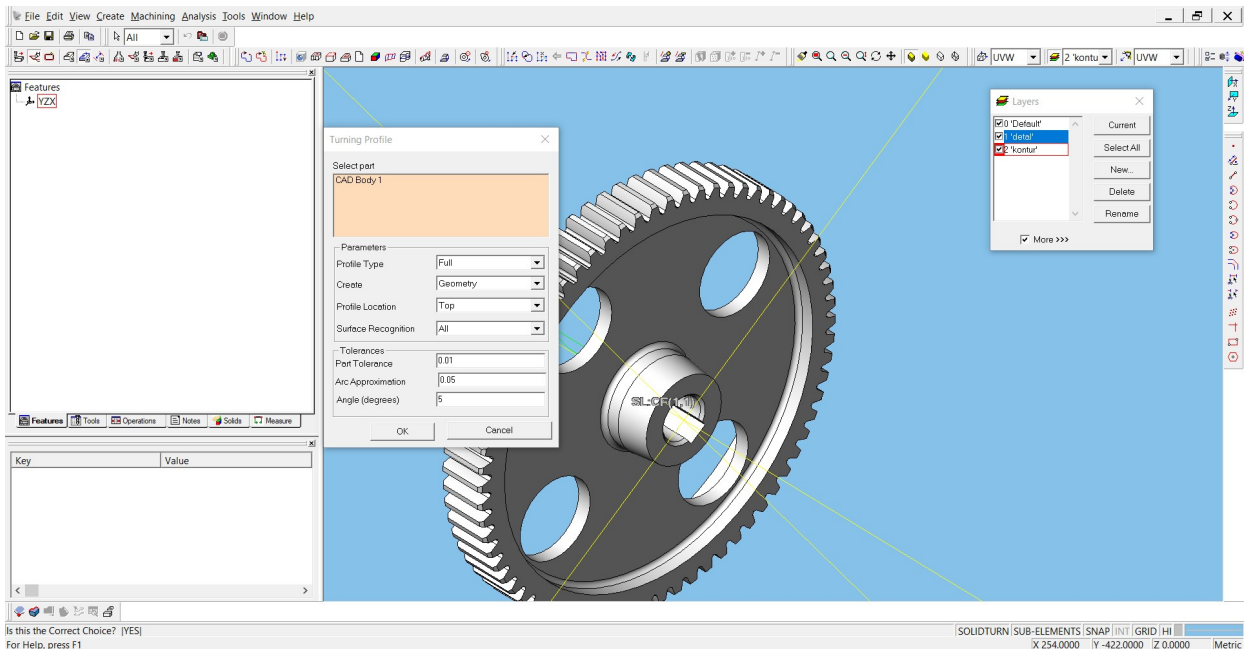 File Edit View Create Machining Analysis Tools Window Help
All
UVW
2 'kontu
UVW
Features
YZX
Layers
0 'Default'
1 'detal'
2 'kontur'
Current
Select All
New...
Delete
Rename
More >>>
Turning Profile
Select part
CAD Body 1
Parameters
Profile Type Full
Create Geometry
Profile Location Top
Surface Recognition All
Tolerances
Part Tolerance 0.01
Arc Approximation 0.05
Angle (degrees) 5
OK Cancel
SL:CF(1,1)
Features Tools Operations Notes Solids Measure
Key Value
Is this the Correct Choice? |YES|
SOLIDTURN SUB-ELEMENTS SNAP INT GRID HI
For Help, press F1
X 254.0000 Y -422.0000 Z 0.0000 Metric